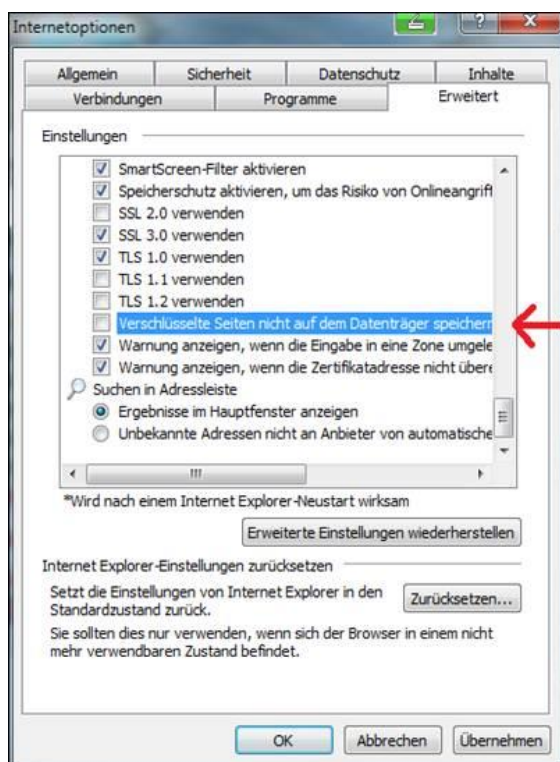 Internetoptionen
Allgemein Sicherheit Datenschutz Inhalte
Verbindungen Programme Erweitert
Einstellungen
SmartScreen-Filter aktivieren
Speicherschutz aktivieren, um das Risiko von Onlineangriff
SSL 2.0 verwenden
SSL 3.0 verwenden
TLS 1.0 verwenden
TLS 1.1 verwenden
TLS 1.2 verwenden
Verschlüsselte Seiten nicht auf dem Datenträger speichern
Warnung anzeigen, wenn die Eingabe in eine Zone umgele
Warnung anzeigen, wenn die Zertifikatadresse nicht übere
Suchen in Adressleiste
Ergebnisse im Hauptfenster anzeigen
Unbekannte Adressen nicht an Anbieter von automatische
*Wird nach einem Internet Explorer-Neustart wirksam
Erweiterte Einstellungen wiederherstellen
Internet Explorer-Einstellungen zurücksetzen
Setzt die Einstellungen von Internet Explorer in den
Standardzustand zurück.
Zurücksetzen...
Sie sollten dies nur verwenden, wenn sich der Browser in einem nicht
mehr verwendbaren Zustand befindet.
OK Abbrechen Übernehmen